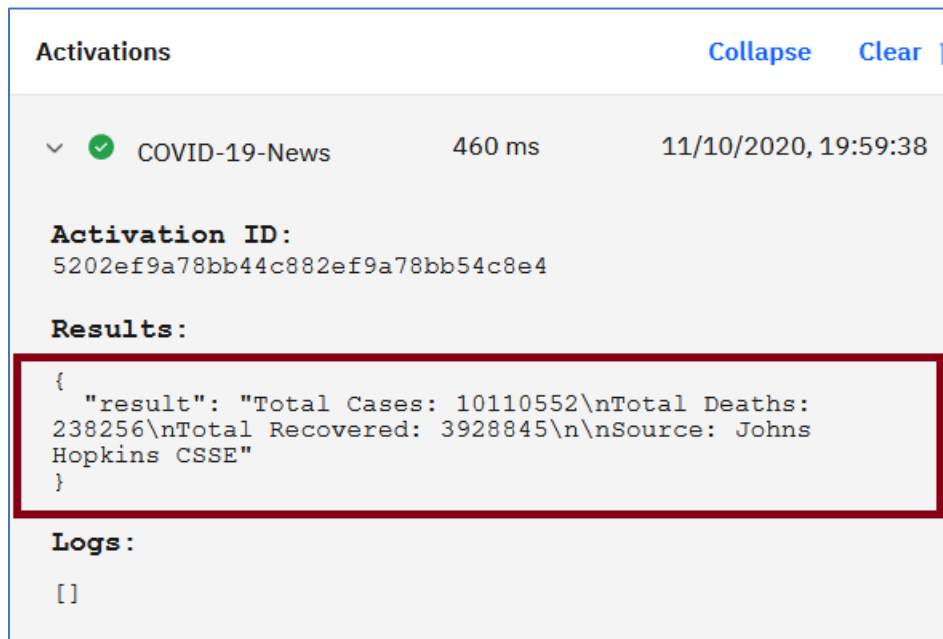 Activations Collapse Clear
COVID-19-News 460 ms 11/10/2020, 19:59:38
Activation ID:
5202ef9a78bb44c882ef9a78bb54c8e4
Results:
{
"result": "Total Cases: 10110552\nTotal Deaths:
238256\nTotal Recovered: 3928845\n\nSource: Johns
Hopkins CSSE"
}
Logs:
[]